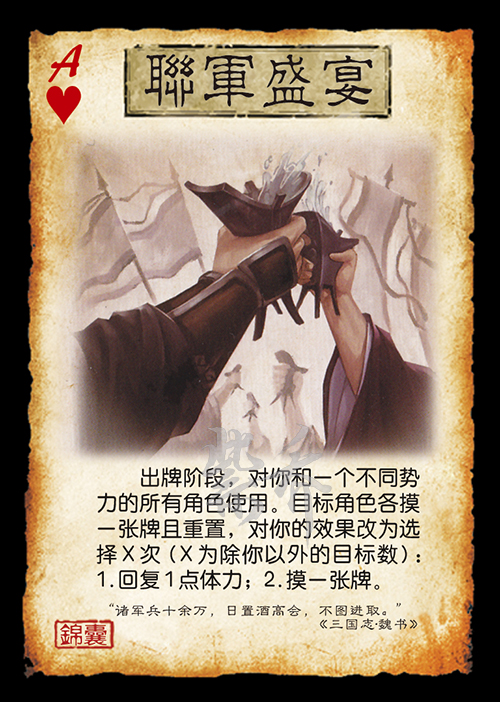 A
聯軍盛宴
出牌阶段，对你和一个不同势
力的所有角色使用。目标角色各摸
一张牌且重置，对你的效果改为选
择X次（X为除你以外的目标数）：
1.回复1点体力；2.摸一张牌。
“诸军兵十余万，日置酒高会，不图进取。”
《三国志·魏书》
錦囊